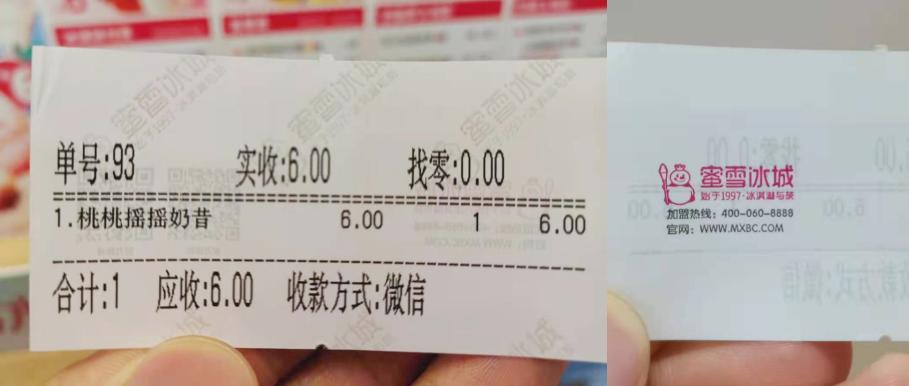 单号:93 实收:6.00 找零:0.00
1.桃桃摇摇奶昔 6.00 1 6.00
合计:1 应收:6.00 收款方式:微信
蜜雪冰城
始于1997·冰淇淋与茶
加盟热线: 400-060-8888
官网: WWW.MXBC.COM